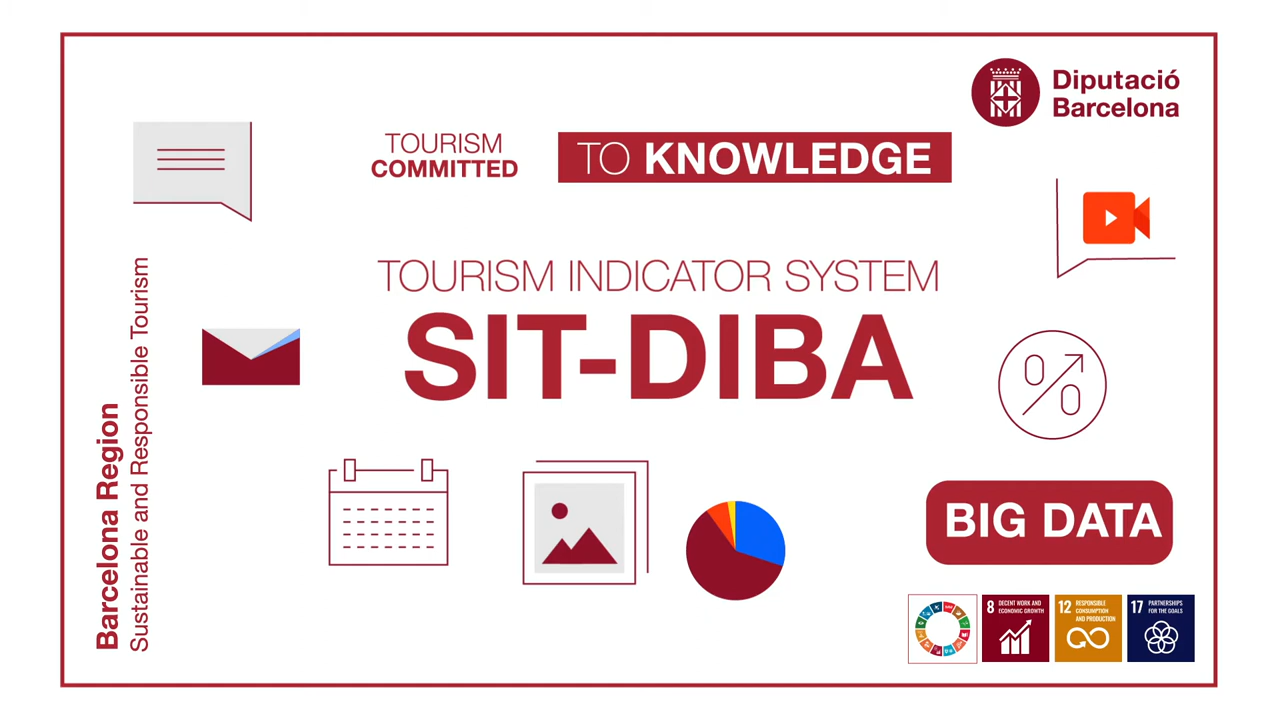 Diputació
Barcelona
TOURISM
COMMITTED
TO KNOWLEDGE
TOURISM INDICATOR SYSTEM
SIT-DIBA
Barcelona Region
Sustainable and Responsible Tourism
BIG DATA
8 DECENT WORK AND
ECONOMIC GROWTH
12 RESPONSIBLE
CONSUMPTION
AND PRODUCTION
17 PARTNERSHIPS
FOR THE GOALS